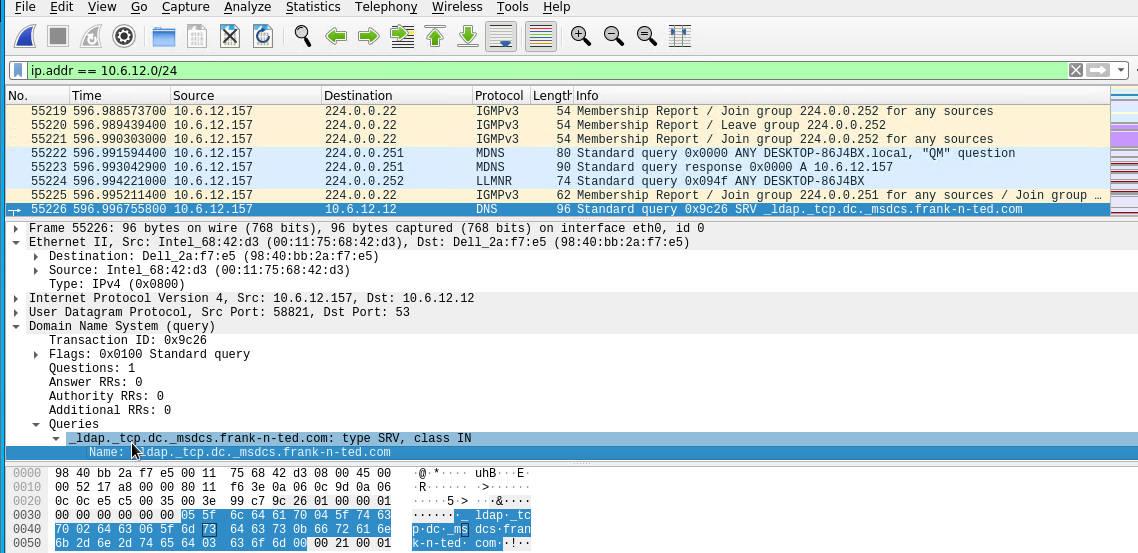 File Edit View Go Capture Analyze Statistics Telephony Wireless Tools Help
ip.addr == 10.6.12.0/24
No. Time Source Destination Protocol Length Info
55219 596.988573700 10.6.12.157 224.0.0.22 IGMPv3 54 Membership Report / Join group 224.0.0.252 for any sources
55220 596.989439400 10.6.12.157 224.0.0.22 IGMPv3 54 Membership Report / Leave group 224.0.0.252
55221 596.990303000 10.6.12.157 224.0.0.22 IGMPv3 54 Membership Report / Join group 224.0.0.252 for any sources
55222 596.991594400 10.6.12.157 224.0.0.251 MDNS 80 Standard query 0x0000 ANY DESKTOP-86J4BX.local, "QM" question
55223 596.993042900 10.6.12.157 224.0.0.251 MDNS 90 Standard query response 0x0000 A 10.6.12.157
55224 596.994221000 10.6.12.157 224.0.0.252 LLMNR 74 Standard query 0x094f ANY DESKTOP-86J4BX
55225 596.995211400 10.6.12.157 224.0.0.22 IGMPv3 62 Membership Report / Join group 224.0.0.251 for any sources / Join group …
55226 596.996755800 10.6.12.157 10.6.12.12 DNS 96 Standard query 0x9c26 SRV _ldap._tcp.dc._msdcs.frank-n-ted.com
Frame 55226: 96 bytes on wire (768 bits), 96 bytes captured (768 bits) on interface eth0, id 0
Ethernet II, Src: Intel_68:42:d3 (00:11:75:68:42:d3), Dst: Dell_2a:f7:e5 (98:40:bb:2a:f7:e5)
Destination: Dell_2a:f7:e5 (98:40:bb:2a:f7:e5)
Source: Intel_68:42:d3 (00:11:75:68:42:d3)
Type: IPv4 (0x0800)
Internet Protocol Version 4, Src: 10.6.12.157, Dst: 10.6.12.12
User Datagram Protocol, Src Port: 58821, Dst Port: 53
Domain Name System (query)
Transaction ID: 0x9c26
Flags: 0x0100 Standard query
Questions: 1
Answer RRs: 0
Authority RRs: 0
Additional RRs: 0
Queries
_ldap._tcp.dc._msdcs.frank-n-ted.com: type SRV, class IN
Name: _ldap._tcp.dc._msdcs.frank-n-ted.com
0000 98 40 bb 2a f7 e5 00 11 75 68 42 d3 08 00 45 00 ·@·*···· uhB···E·
0010 00 52 17 a8 00 00 80 11 f6 3e 0a 06 0c 9d 0a 06 ·R······ ·>······
0020 0c 0c e5 c5 00 35 00 3e 99 c7 9c 26 01 00 00 01 ·····5·> ···&····
0030 00 00 00 00 00 00 05 5f 6c 64 61 70 04 5f 74 63 ·······_ ldap·_tc
0040 70 02 64 63 06 5f 6d 73 64 63 73 0b 66 72 61 6e p·dc·_ms dcs·fran
0050 6b 2d 6e 2d 74 65 64 03 63 6f 6d 00 00 21 00 01 k-n-ted· com··!··